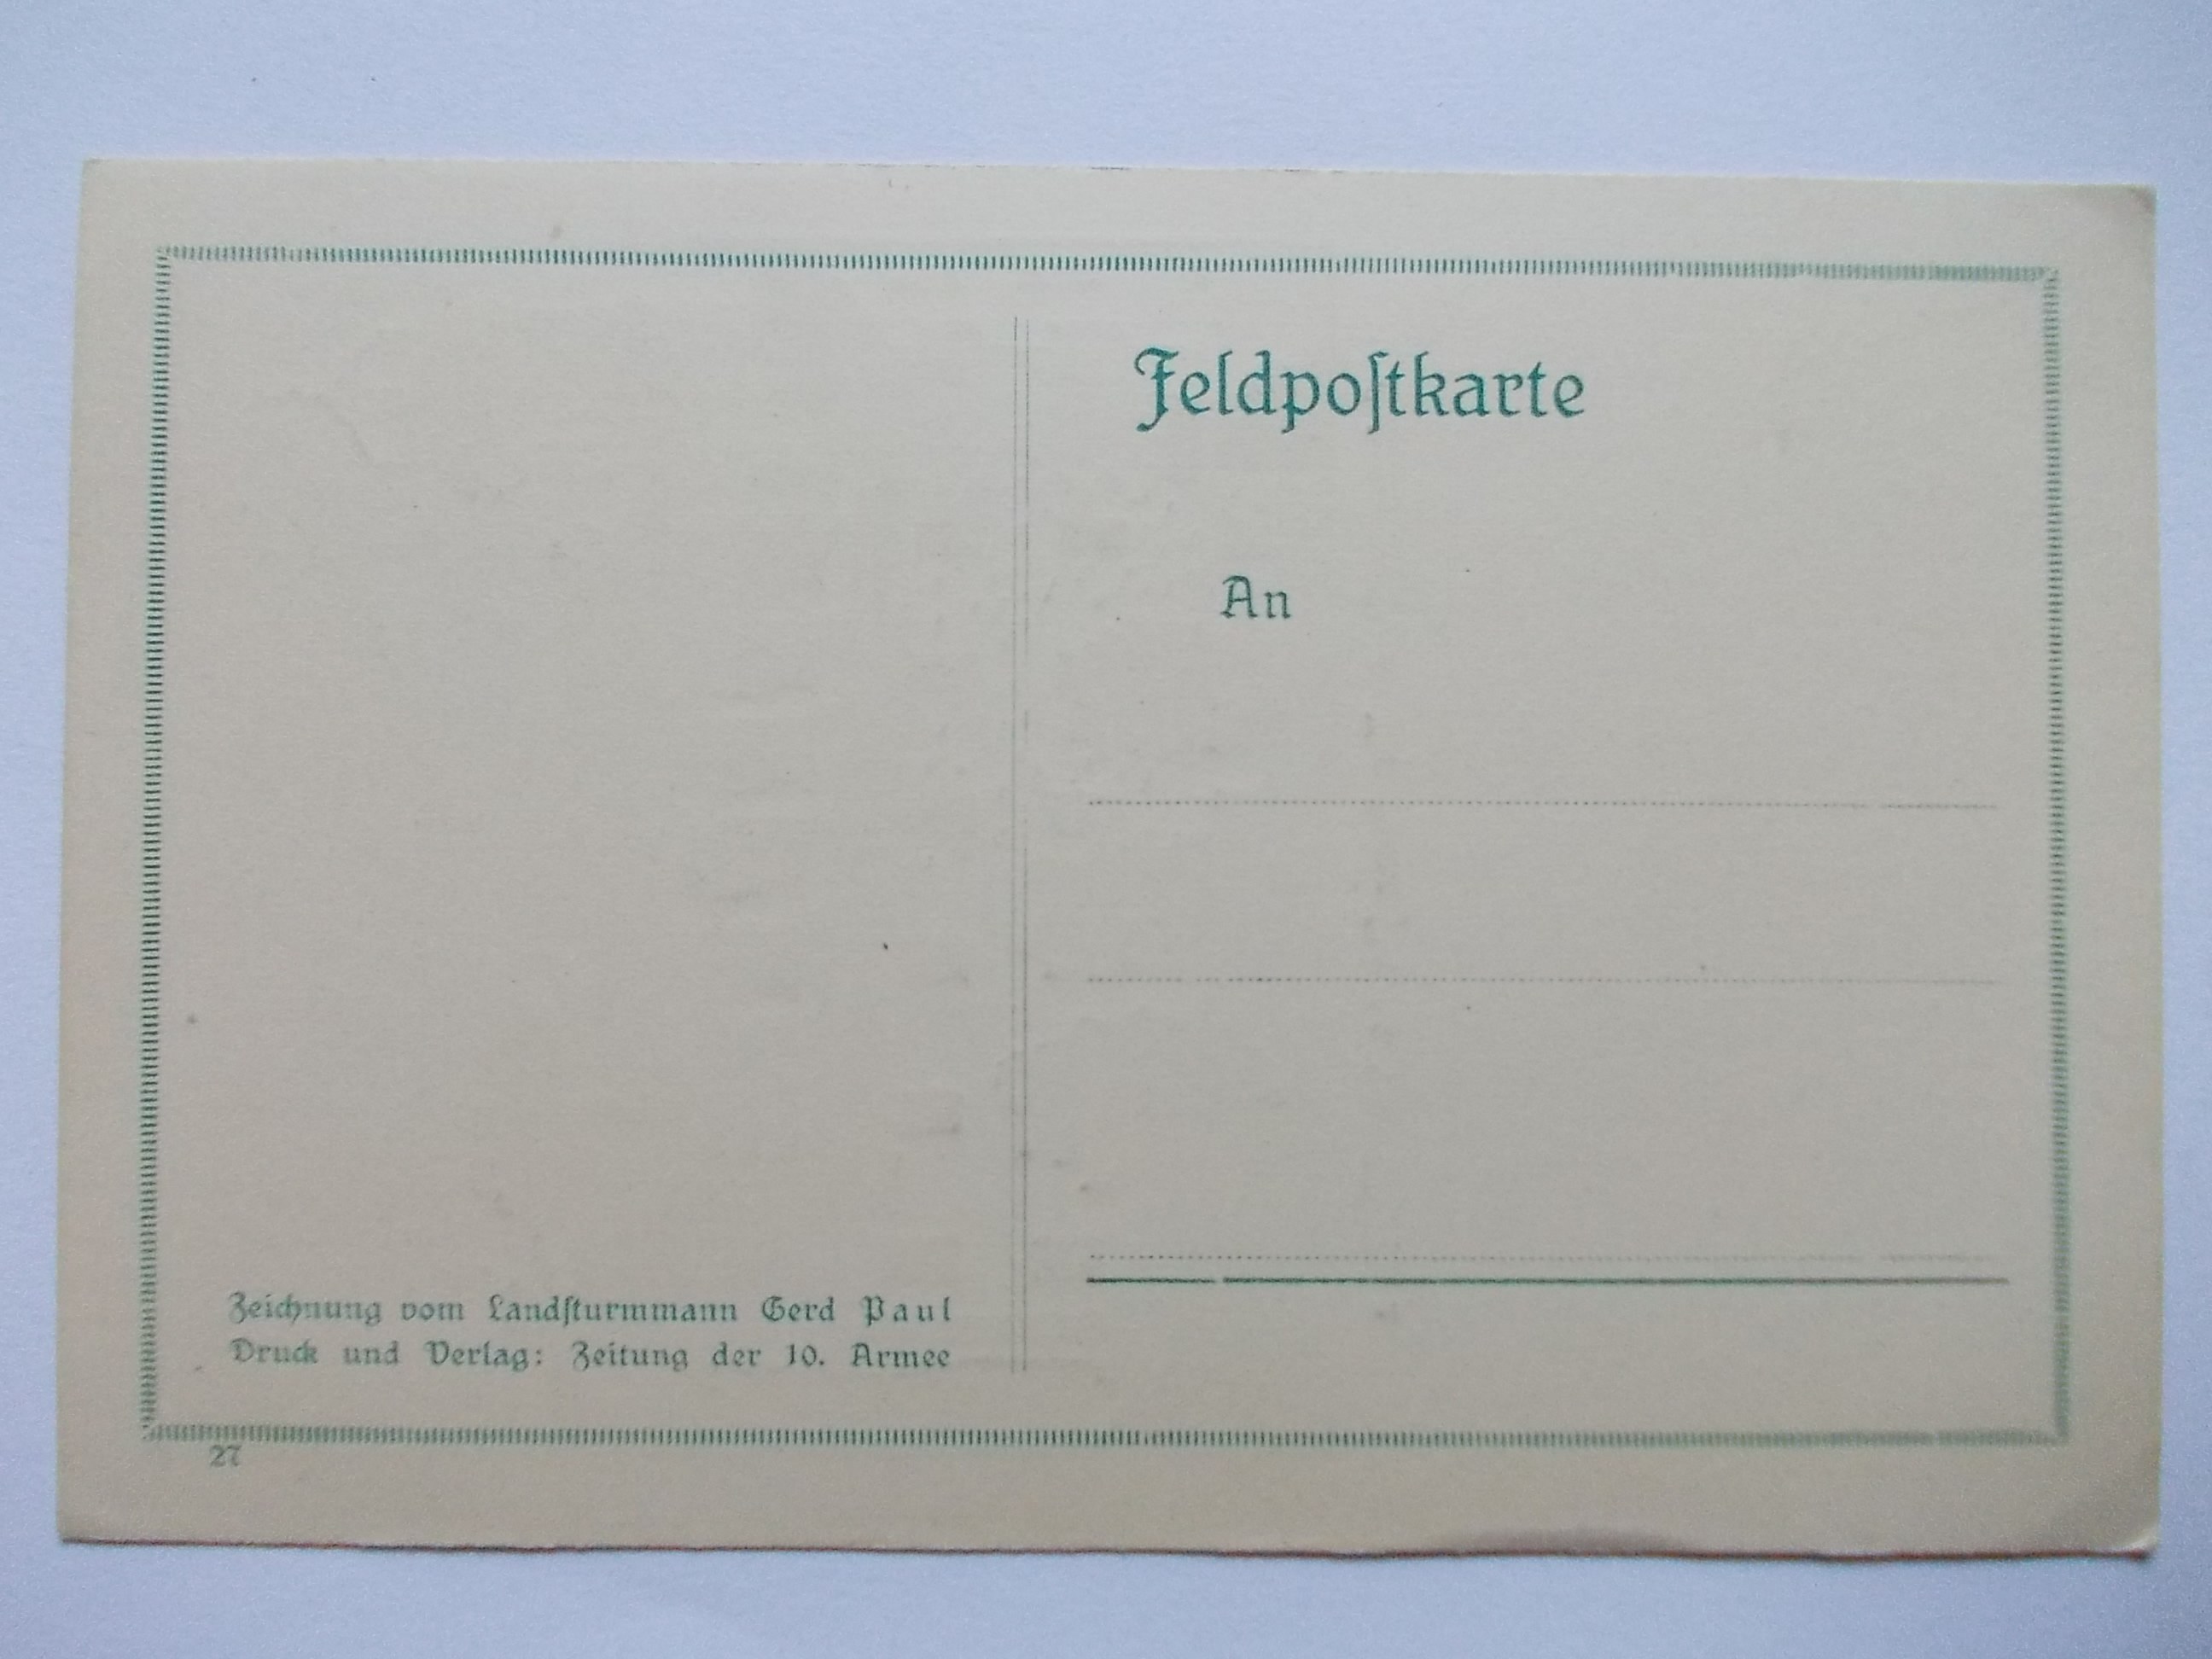 Feldpoſtkarte
An
Zeichnung vom Landſturmmann Gerd Paul
Druck und Verlag: Zeitung der 10. Armee
27